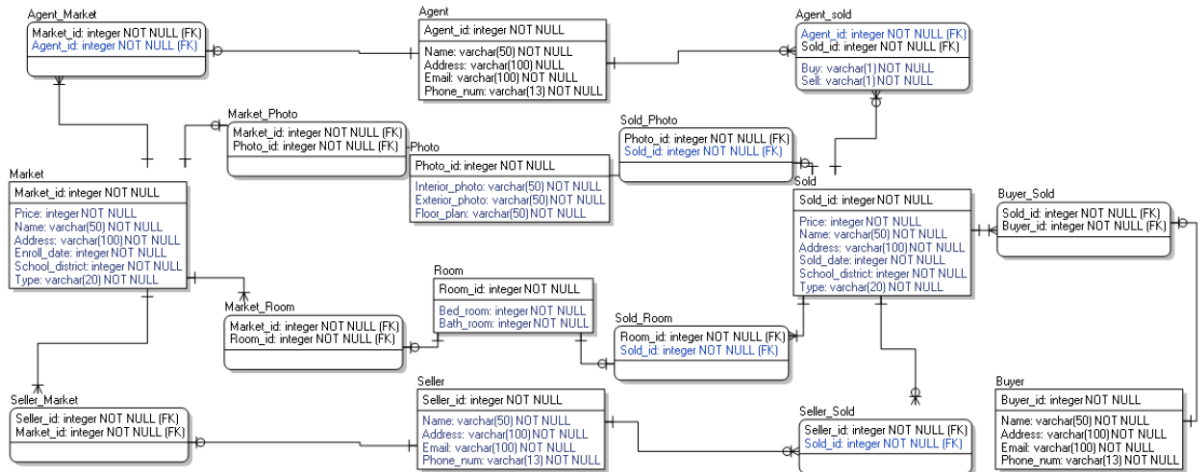 Agent_Market
Market_id: integer NOT NULL (FK)
Agent_id: integer NOT NULL (FK)
Agent
Agent_id: integer NOT NULL
Name: varchar(50) NOT NULL
Address: varchar(100) NULL
Email: varchar(100) NOT NULL
Phone_num: varchar(13) NOT NULL
Agent_sold
Agent_id: integer NOT NULL (FK)
Sold_id: integer NOT NULL (FK)
Buy: varchar(1) NOT NULL
Sell: varchar(1) NOT NULL
Market_Photo
Market_id: integer NOT NULL (FK)
Photo_id: integer NOT NULL (FK)
Photo
Photo_id: integer NOT NULL
Interior_photo: varchar(50) NOT NULL
Exterior_photo: varchar(50) NOT NULL
Floor_plan: varchar(50) NOT NULL
Sold_Photo
Photo_id: integer NOT NULL (FK)
Sold_id: integer NOT NULL (FK)
Market
Market_id: integer NOT NULL
Price: integer NOT NULL
Name: varchar(50) NOT NULL
Address: varchar(100) NOT NULL
Enroll_date: integer NOT NULL
School_district: integer NOT NULL
Type: varchar(20) NOT NULL
Sold
Sold_id: integer NOT NULL
Price: integer NOT NULL
Name: varchar(50) NOT NULL
Address: varchar(100) NOT NULL
Sold_date: integer NOT NULL
School_district: integer NOT NULL
Type: varchar(20) NOT NULL
Buyer_Sold
Sold_id: integer NOT NULL (FK)
Buyer_id: integer NOT NULL (FK)
Market_Room
Market_id: integer NOT NULL (FK)
Room_id: integer NOT NULL (FK)
Room
Room_id: integer NOT NULL
Bed_room: integer NOT NULL
Bath_room: integer NOT NULL
Sold_Room
Room_id: integer NOT NULL (FK)
Sold_id: integer NOT NULL (FK)
Seller_Market
Seller_id: integer NOT NULL (FK)
Market_id: integer NOT NULL (FK)
Seller
Seller_id: integer NOT NULL
Name: varchar(50) NOT NULL
Address: varchar(100) NOT NULL
Email: varchar(100) NOT NULL
Phone_num: varchar(13) NOT NULL
Seller_Sold
Seller_id: integer NOT NULL (FK)
Sold_id: integer NOT NULL (FK)
Buyer
Buyer_id: integer NOT NULL
Name: varchar(50) NOT NULL
Address: varchar(100) NOT NULL
Email: varchar(100) NOT NULL
Phone_num: varchar(13) NOT NULL